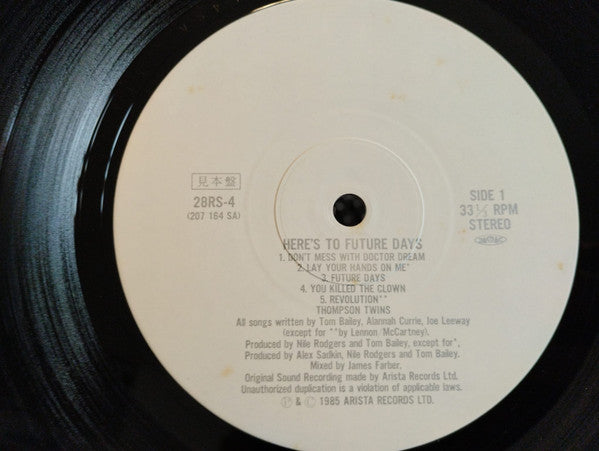 見本盤
28RS-4
(207 164 SA)
SIDE 1
33 1/3 RPM
STEREO
HERE'S TO FUTURE DAYS
1. DON'T MESS WITH DOCTOR DREAM
2. LAY YOUR HANDS ON ME*
3. FUTURE DAYS
4. YOU KILLED THE CLOWN
5. REVOLUTION**
THOMPSON TWINS
All songs written by Tom Bailey, Alannah Currie, Joe Leeway
(except for **by Lennon/McCartney).
Produced by Nile Rodgers and Tom Bailey, except for*,
Produced by Alex Sadkin, Nile Rodgers and Tom Bailey.
Mixed by James Farber.
Original Sound Recording made by Arista Records Ltd.
Unauthorized duplication is a violation of applicable laws.
℗ & © 1985 ARISTA RECORDS LTD.